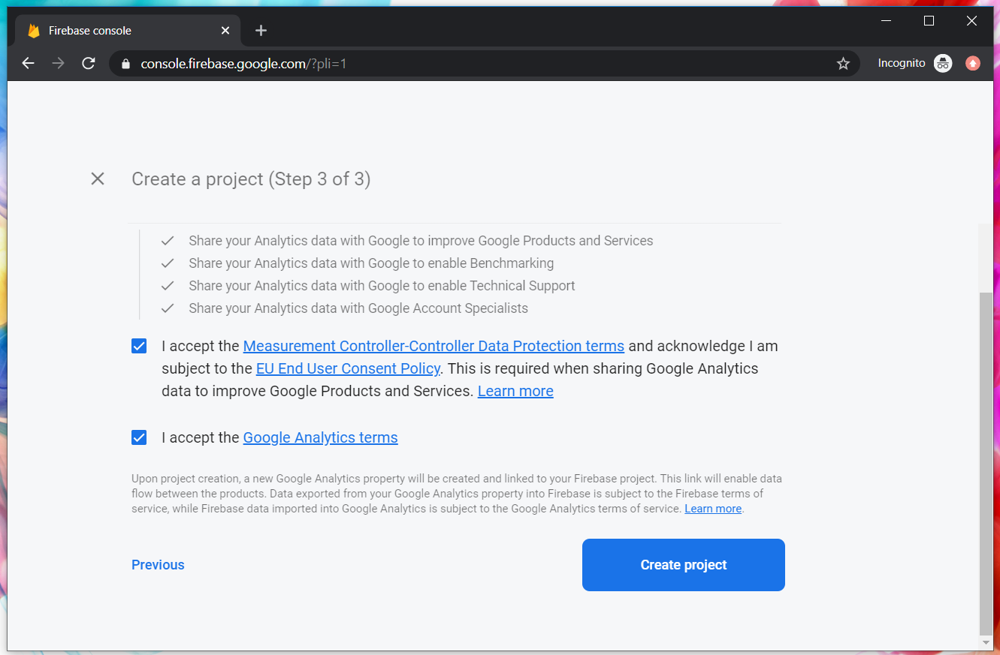 Firebase console
console.firebase.google.com/?pli=1
Incognito
Create a project (Step 3 of 3)
Share your Analytics data with Google to improve Google Products and Services
Share your Analytics data with Google to enable Benchmarking
Share your Analytics data with Google to enable Technical Support
Share your Analytics data with Google Account Specialists
I accept the Measurement Controller-Controller Data Protection terms and acknowledge I am
subject to the EU End User Consent Policy. This is required when sharing Google Analytics
data to improve Google Products and Services. Learn more
I accept the Google Analytics terms
Upon project creation, a new Google Analytics property will be created and linked to your Firebase project. This link will enable data
flow between the products. Data exported from your Google Analytics property into Firebase is subject to the Firebase terms of
service, while Firebase data imported into Google Analytics is subject to the Google Analytics terms of service. Learn more.
Previous
Create project